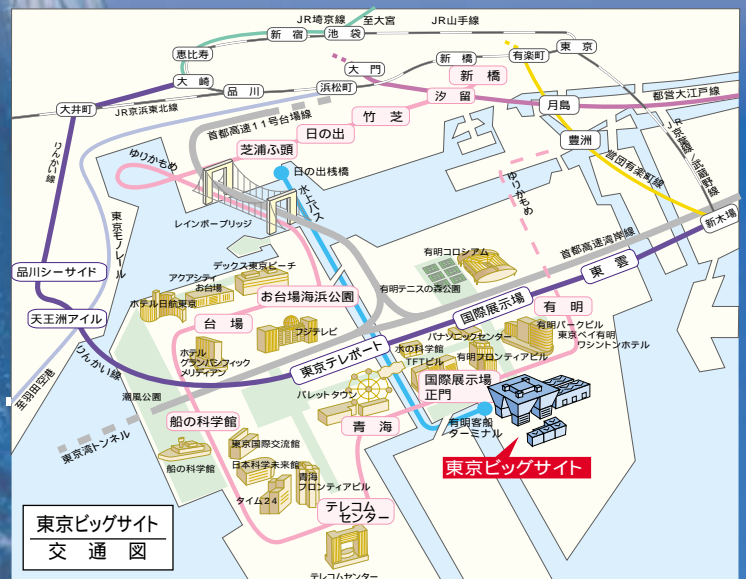 JR埼京線
至大宮
JR山手線
新宿
池袋
恵比寿
大門
新橋
有楽町
東京
新橋
大崎
品川
浜松町
汐留
月島
都営大江戸線
大井町
JR京浜東北線
首都高速11号台場線
竹芝
日の出
芝浦ふ頭
豊洲
営団有楽町線
JR京葉線
武蔵野線
りんかい線
ゆりかもめ
日の出桟橋
水上バス
ゆりかもめ
新木場
東京モノレール
レインボーブリッジ
首都高速湾岸線
有明コロシアム
品川シーサイド
デックス東京ビーチ
アクアシティ
お台場
有明テニスの森公園
東雲
ホテル日航東京
お台場海浜公園
国際展示場
有明
天王洲アイル
台場
フジテレビ
パナソニックセンター
有明パークビル
東京ベイ有明
ワシントンホテル
ホテル
グランパシフィック
メリディアン
東京テレポート
水の科学館
TFTビル
有明フロンティアビル
りんかい線
至羽田空港
潮風公園
パレットタウン
国際展示場
正門
船の科学館
青海
有明客船
ターミナル
東京湾トンネル
船の科学館
東京国際交流館
日本科学未来館
青海
フロンティアビル
タイム24
東京ビッグサイト
テレコム
センター
東京ビッグサイト
交通図
テレコムセンター